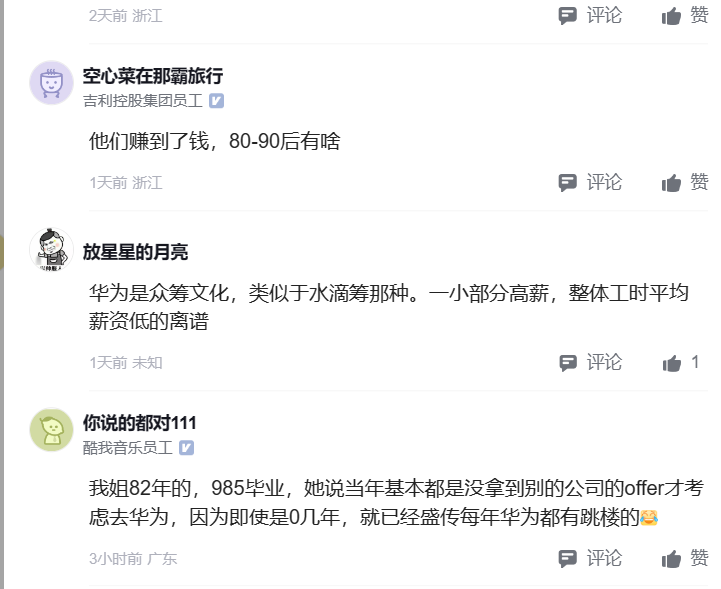 2天前 浙江
评论
赞
空心菜在那霸旅行
吉利控股集团员工
他们赚到了钱，80-90后有啥
1天前 浙江
评论
赞
放星星的月亮
华为是众筹文化，类似于水滴筹那种。一小部分高薪，整体工时平均
薪资低的离谱
1天前 未知
评论
1
你说的都对111
酷我音乐员工
我姐82年的，985毕业，她说当年基本都是没拿到别的公司的offer才考
虑去华为，因为即使是0几年，就已经盛传每年华为都有跳楼的😂
3小时前 广东
评论
赞